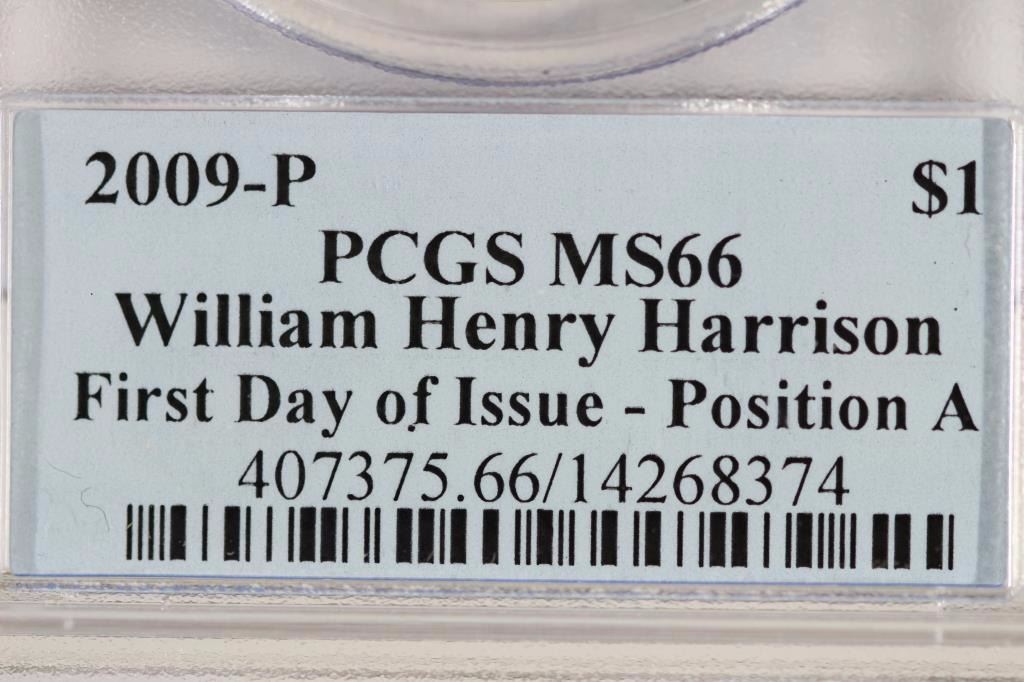 2009-P $1
PCGS MS66
William Henry Harrison
First Day of Issue - Position A
407375.66/14268374